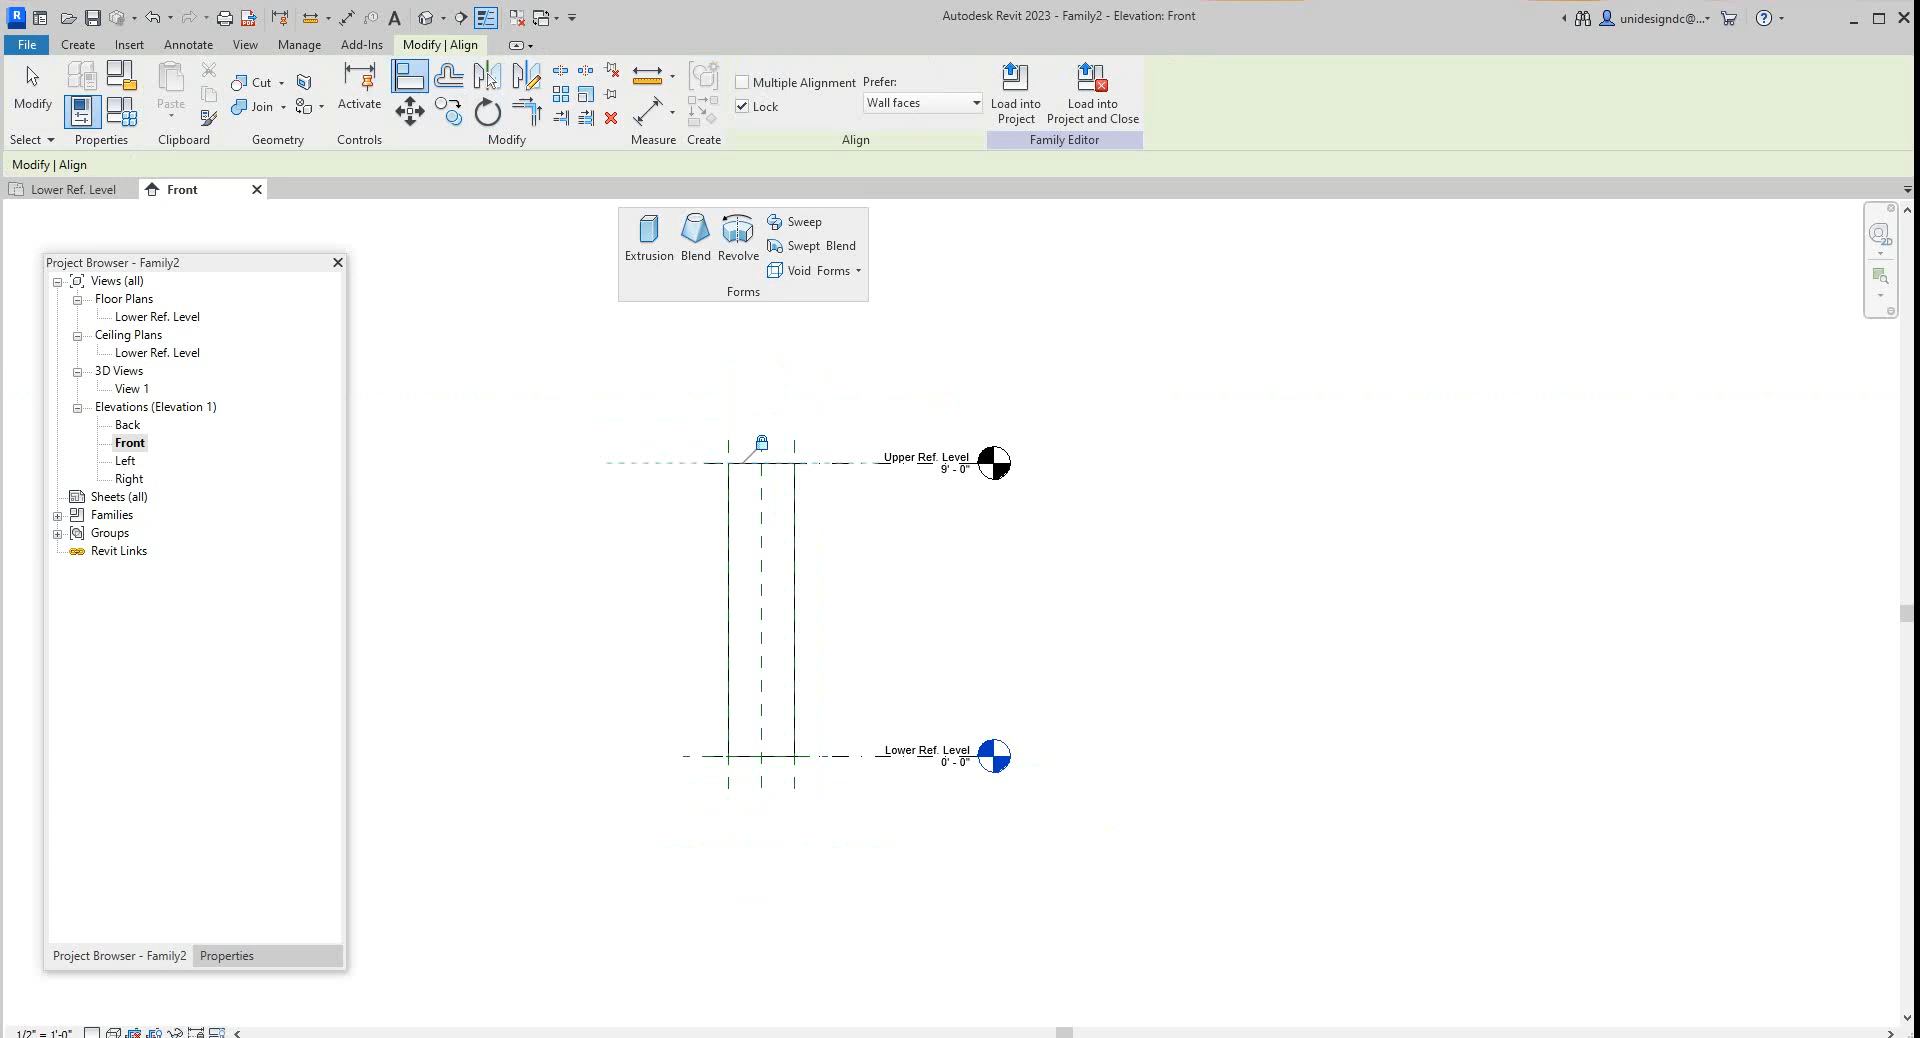 Autodesk Revit 2023 - Family2 - Elevation: Front
unidesigndc@...
File Create Insert Annotate View Manage Add-Ins Modify | Align
Modify
Select
Properties
Paste
Clipboard
Cut
Join
Geometry
Activate
Controls
Modify
Measure
Create
Multiple Alignment
Lock
Prefer:
Wall faces
Align
Load into
Project
Load into
Project and Close
Family Editor
Modify | Align
Lower Ref. Level
Front
Extrusion
Blend
Revolve
Sweep
Swept Blend
Void Forms
Forms
2D
Project Browser - Family2
Views (all)
Floor Plans
Lower Ref. Level
Ceiling Plans
Lower Ref. Level
3D Views
View 1
Elevations (Elevation 1)
Back
Front
Left
Right
Sheets (all)
Families
Groups
Revit Links
Project Browser - Family2
Properties
Upper Ref. Level
9' - 0"
Lower Ref. Level
0' - 0"
1/2" = 1'-0"